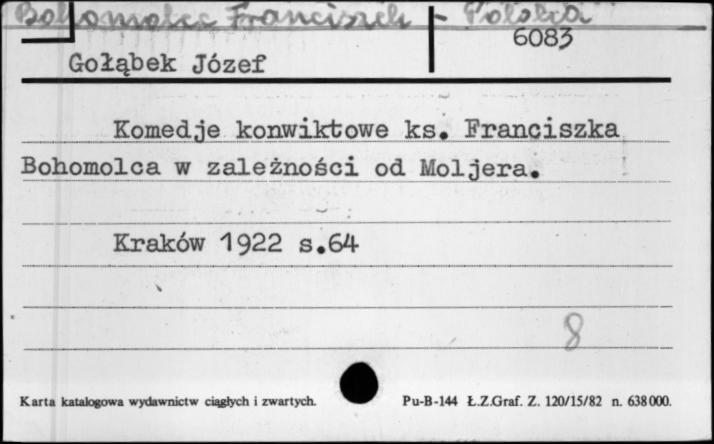 Bohomolec Franciszek - Polska
6083
Gołąbek Józef
Komedje konwiktowe ks. Franciszka
Bohomolca w zależności od Moljera.
Kraków 1922 s.64
8
Karta katalogowa wydawnictw ciągłych i zwartych.
Pu-B-144 Ł.Z.Graf. Z. 120/15/82 n. 638000.